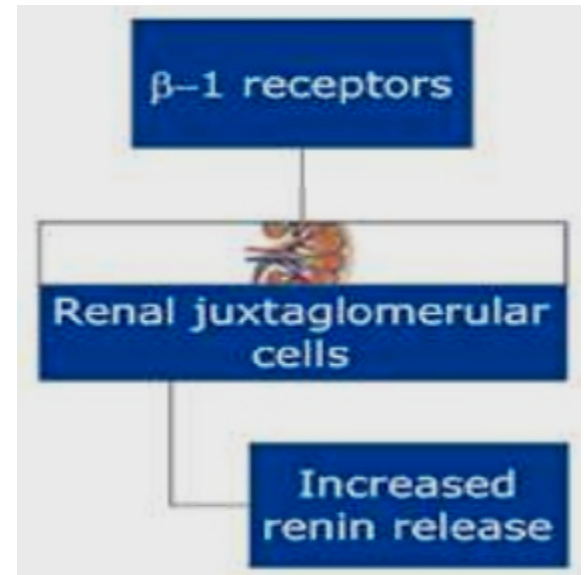 β–1 receptors
Renal juxtaglomerular
cells
Increased
renin release